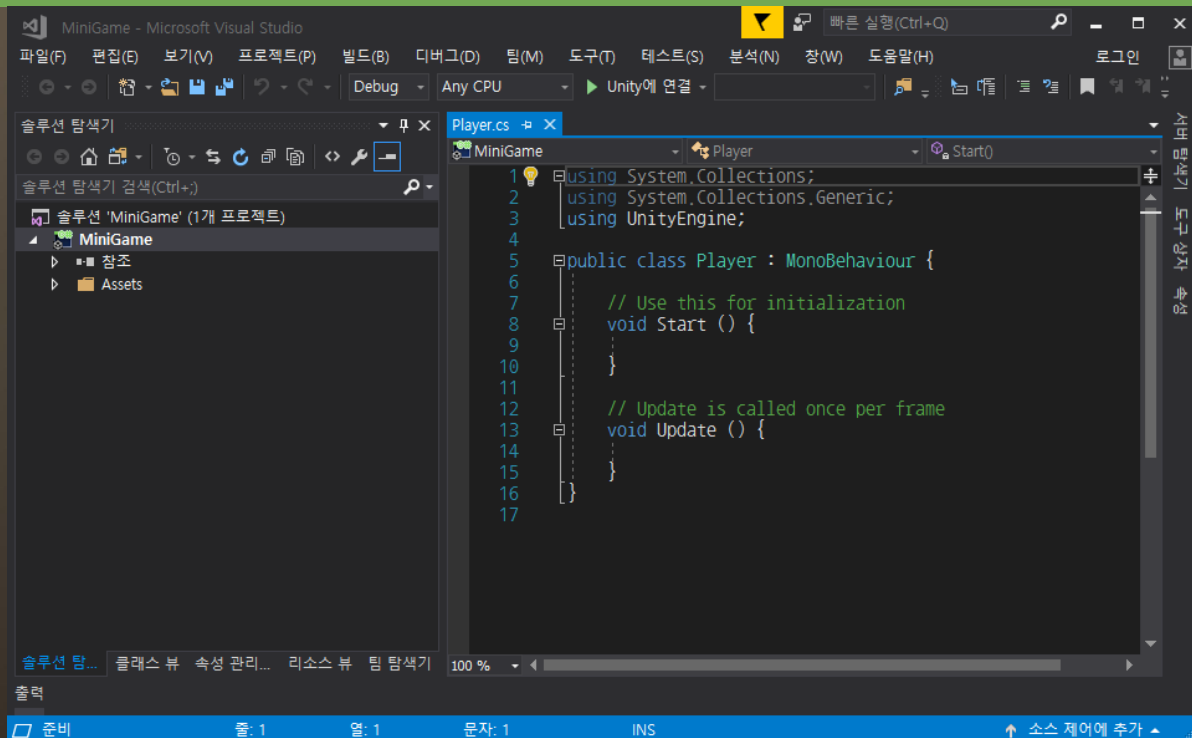 MiniGame - Microsoft Visual Studio
빠른 실행(Ctrl+Q)
파일(F) 편집(E) 보기(V) 프로젝트(P) 빌드(B) 디버그(D) 팀(M) 도구(T) 테스트(S) 분석(N) 창(W) 도움말(H) 로그인
Debug Any CPU Unity에 연결
솔루션 탐색기
솔루션 탐색기 검색(Ctrl+;)
솔루션 'MiniGame' (1개 프로젝트)
MiniGame
참조
Assets
솔루션 탐... 클래스 뷰 속성 관리... 리소스 뷰 팀 탐색기
Player.cs
MiniGame Player Start()
1 using System.Collections;
2 using System.Collections.Generic;
3 using UnityEngine;
4
5 public class Player : MonoBehaviour {
6
7 // Use this for initialization
8 void Start () {
9
10 }
11
12 // Update is called once per frame
13 void Update () {
14
15 }
16 }
17
100 %
서버 탐색기
도구 상자
속성
출력
준비 줄: 1 열: 1 문자: 1 INS 소스 제어에 추가